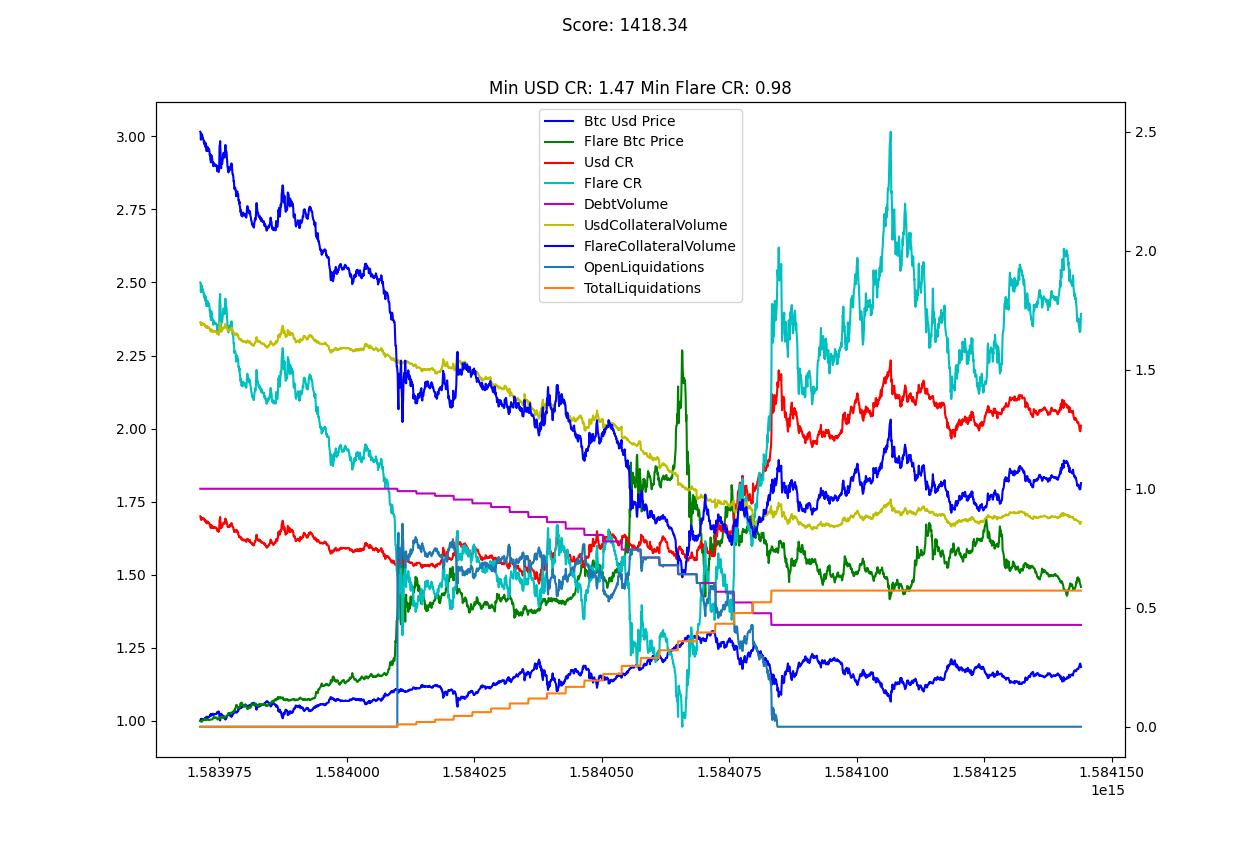 Score: 1418.34
Min USD CR: 1.47 Min Flare CR: 0.98
Btc Usd Price
Flare Btc Price
Usd CR
Flare CR
DebtVolume
UsdCollateralVolume
FlareCollateralVolume
OpenLiquidations
TotalLiquidations
3.00
2.75
2.50
2.25
2.00
1.75
1.50
1.25
1.00
2.5
2.0
1.5
1.0
0.5
0.0
1.583975 1.584000 1.584025 1.584050 1.584075 1.584100 1.584125 1.584150
1e15